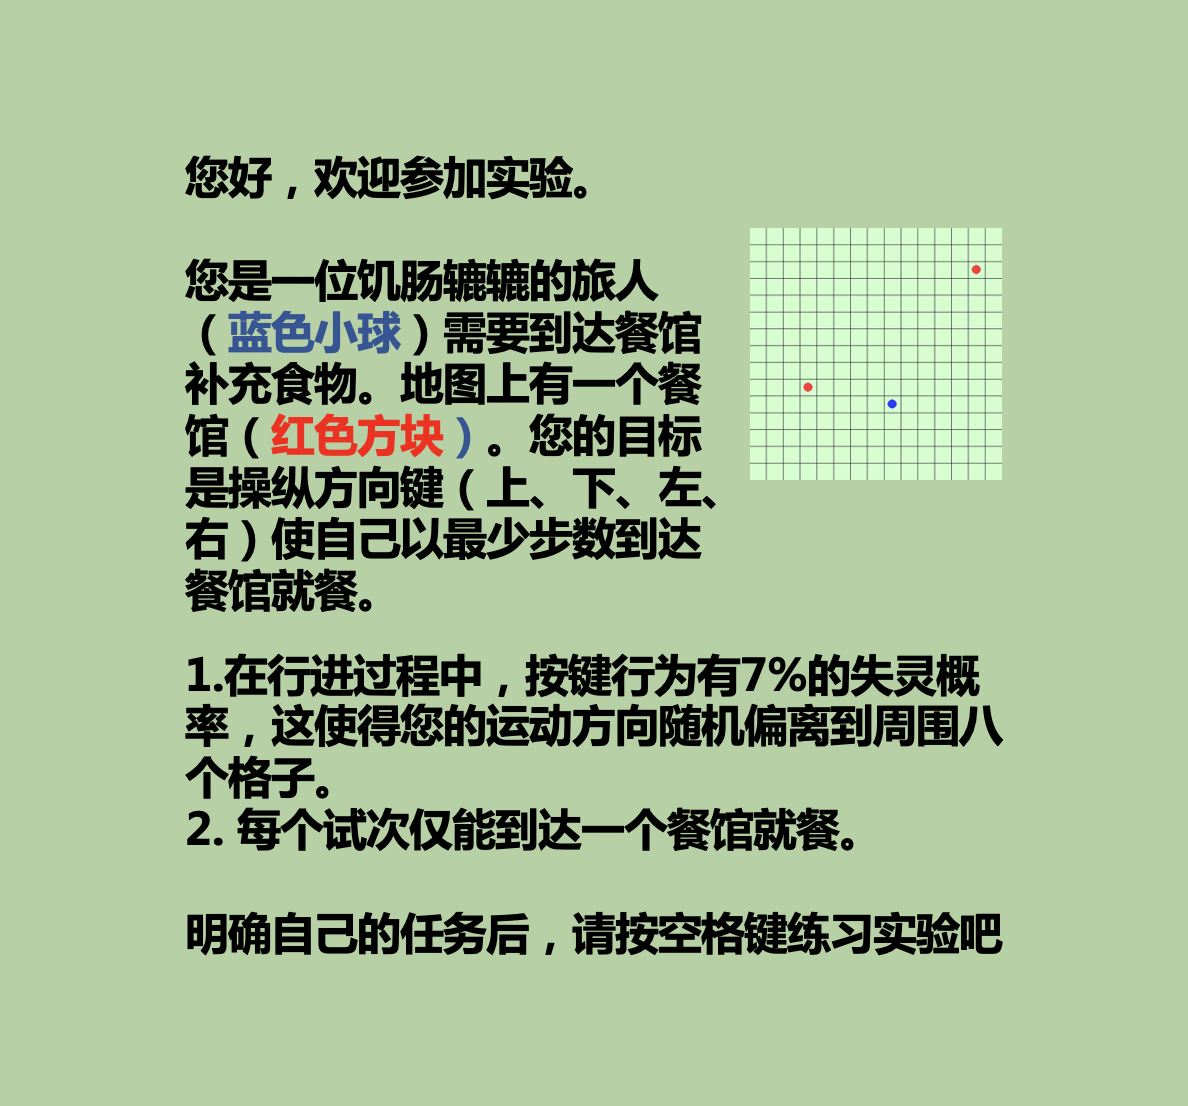 您好，欢迎参加实验。
您是一位饥肠辘辘的旅人
（蓝色小球）需要到达餐馆
补充食物。地图上有一个餐
馆（红色方块）。您的目标
是操纵方向键（上、下、左、
右）使自己以最少步数到达
餐馆就餐。
1.在行进过程中，按键行为有7%的失灵概
率，这使得您的运动方向随机偏离到周围八
个格子。
2. 每个试次仅能到达一个餐馆就餐。
明确自己的任务后，请按空格键练习实验吧